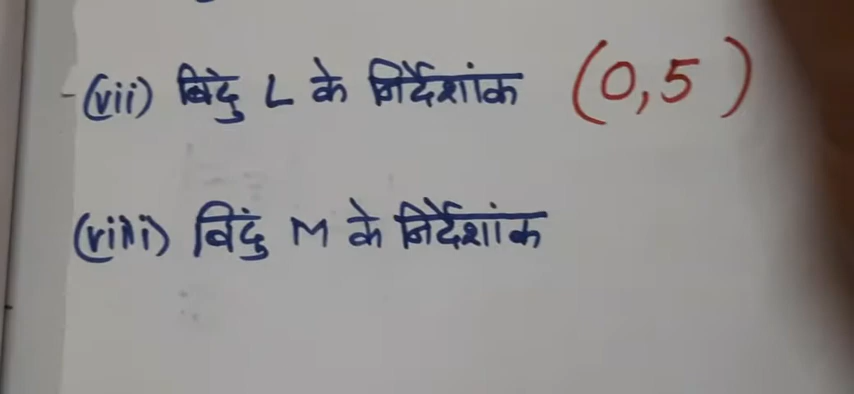 (vii) बिंदु L के निर्देशांक (0,5)
(viii) बिंदु M के निर्देशांक